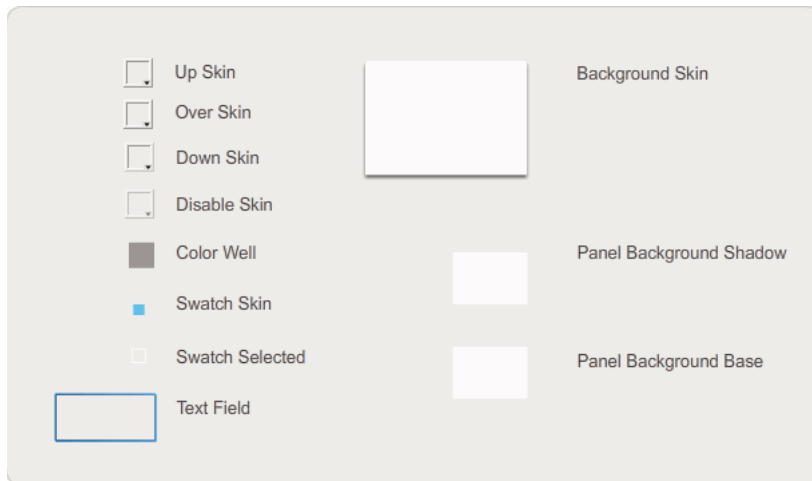 Up Skin
Over Skin
Down Skin
Disable Skin
Color Well
Swatch Skin
Swatch Selected
Text Field
Background Skin
Panel Background Shadow
Panel Background Base